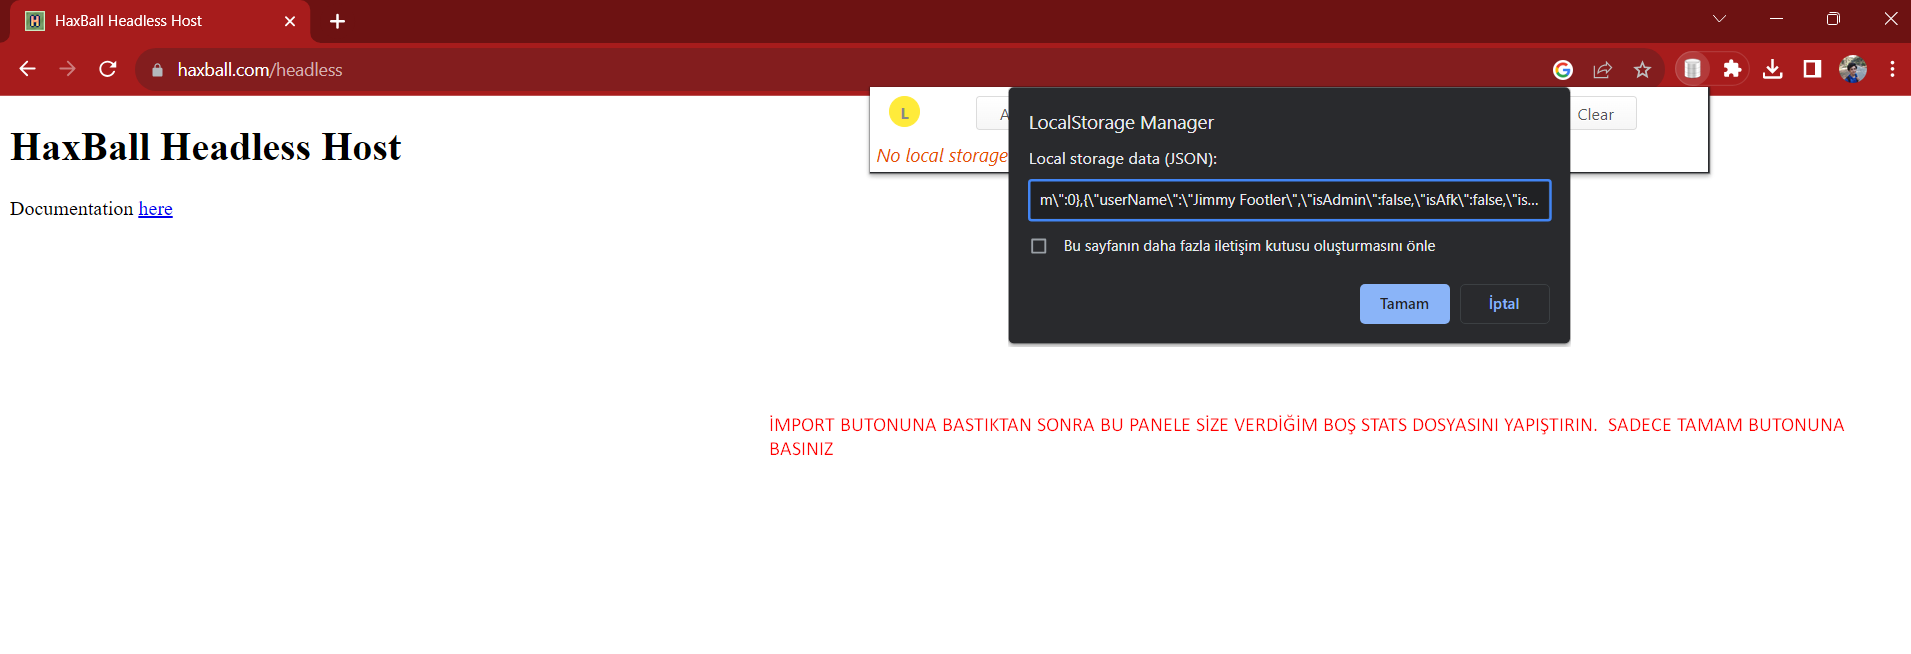 HaxBall Headless Host
haxball.com/headless
L
A
Clear
No local storage
LocalStorage Manager
Local storage data (JSON):
m\":0},{\"userName\":\"Jimmy Footler\",\"isAdmin\":false,\"isAfk\":false,\"is...
Bu sayfanın daha fazla iletişim kutusu oluşturmasını önle
Tamam
İptal
HaxBall Headless Host
Documentation here
İMPORT BUTONUNA BASTIKTAN SONRA BU PANELE SİZE VERDİĞİM BOŞ STATS DOSYASINI YAPIŞTIRIN. SADECE TAMAM BUTONUNA
BASINIZ